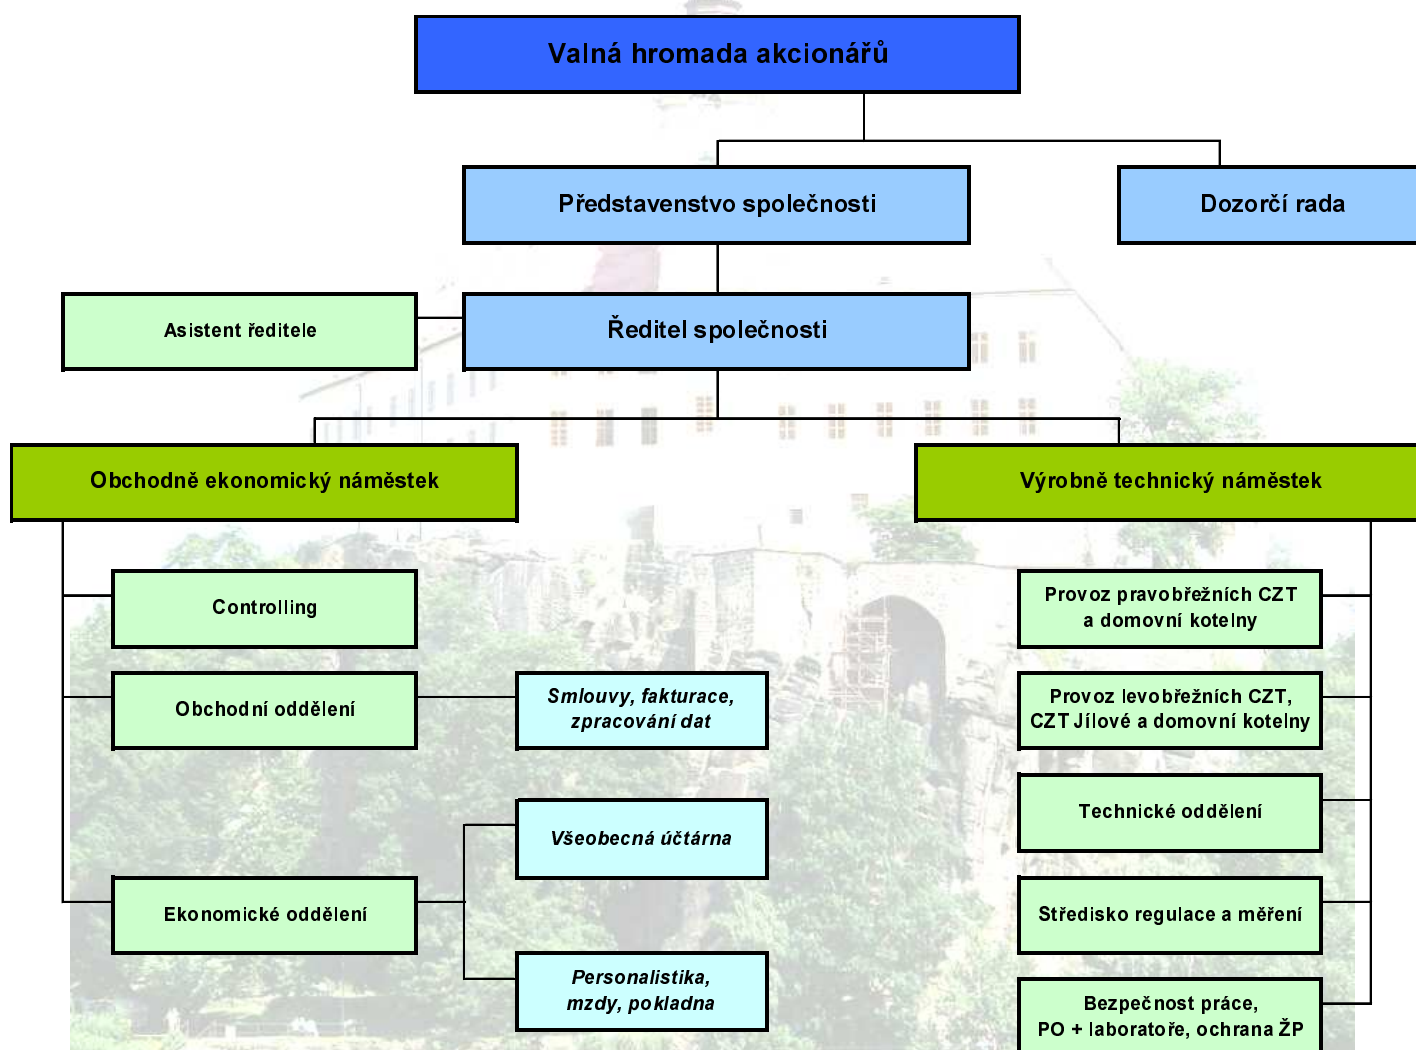 Valná hromada akcionářů
Představenstvo společnosti
Dozorčí rada
Asistent ředitele
Ředitel společnosti
Obchodně ekonomický náměstek
Výrobně technický náměstek
Controlling
Provoz pravobřežních CZT
a domovní kotelny
Obchodní oddělení
Smlouvy, fakturace,
zpracování dat
Provoz levobřežních CZT,
CZT Jílové a domovní kotelny
Všeobecná účtárna
Technické oddělení
Ekonomické oddělení
Středisko regulace a měření
Personalistika,
mzdy, pokladna
Bezpečnost práce,
PO + laboratoře, ochrana ŽP